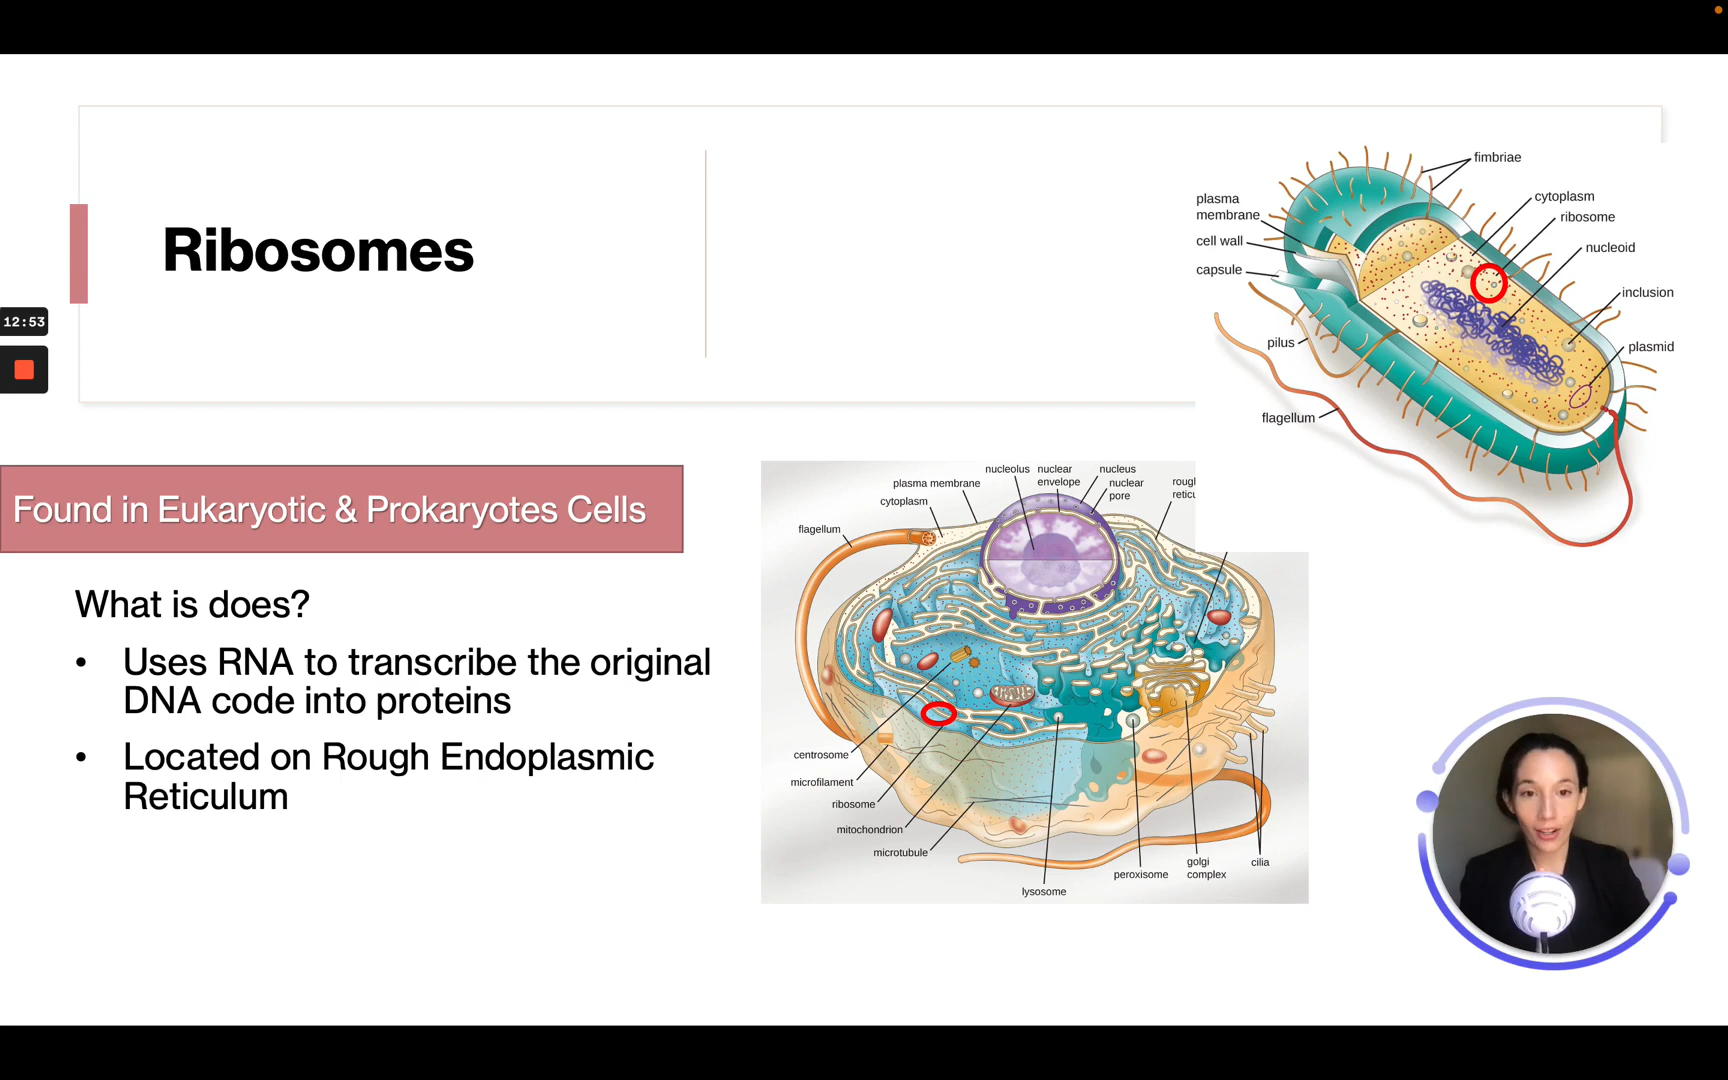 Ribosomes
12:53
Found in Eukaryotic & Prokaryotes Cells
What is does?
• Uses RNA to transcribe the original
DNA code into proteins
• Located on Rough Endoplasmic
Reticulum
fimbriae
plasma
membrane
cytoplasm
ribosome
cell wall
nucleoid
capsule
inclusion
pilus
plasmid
flagellum
nucleolus
nuclear
envelope
nucleus
plasma membrane
nuclear
pore
cytoplasm
flagellum
centrosome
microfilament
ribosome
mitochondrion
microtubule
lysosome
peroxisome
golgi
complex
cilia